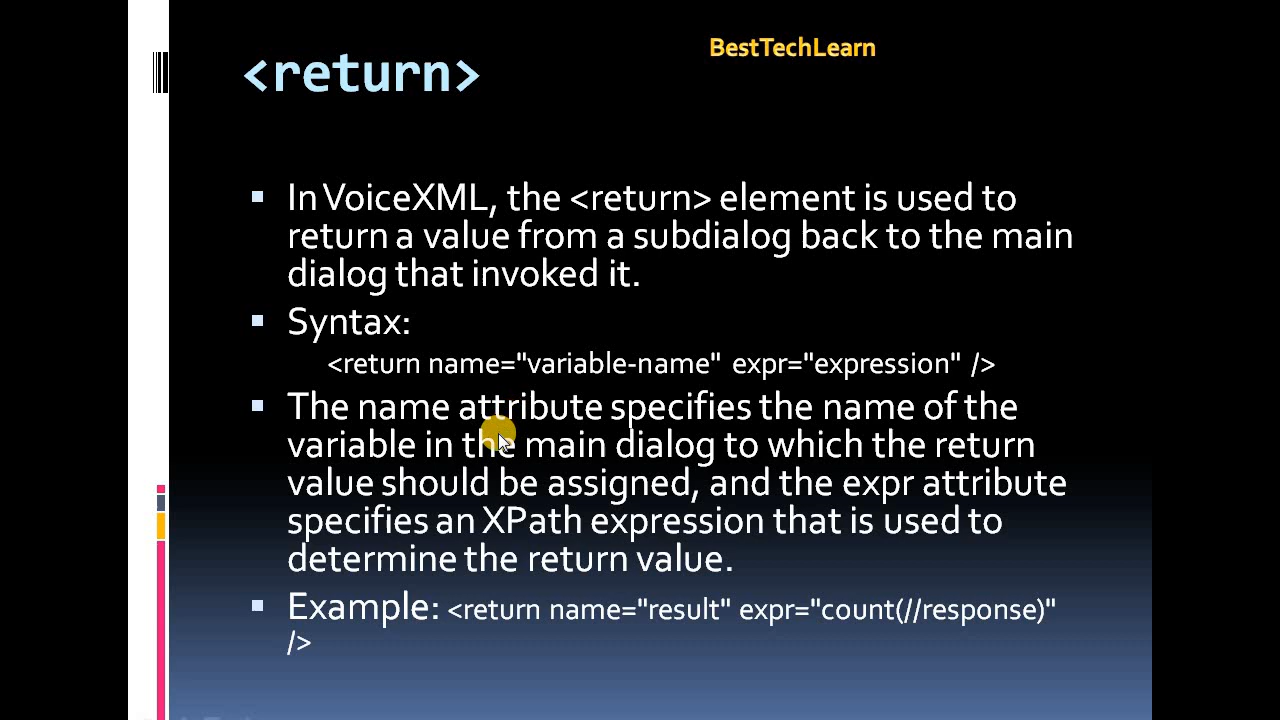 BestTechLearn
<return>
In VoiceXML, the <return> element is used to
return a value from a subdialog back to the main
dialog that invoked it.
Syntax:
<return name="variable-name" expr="expression" />
The name attribute specifies the name of the
variable in the main dialog to which the return
value should be assigned, and the expr attribute
specifies an XPath expression that is used to
determine the return value.
Example: <return name="result" expr="count(//response)"
/>